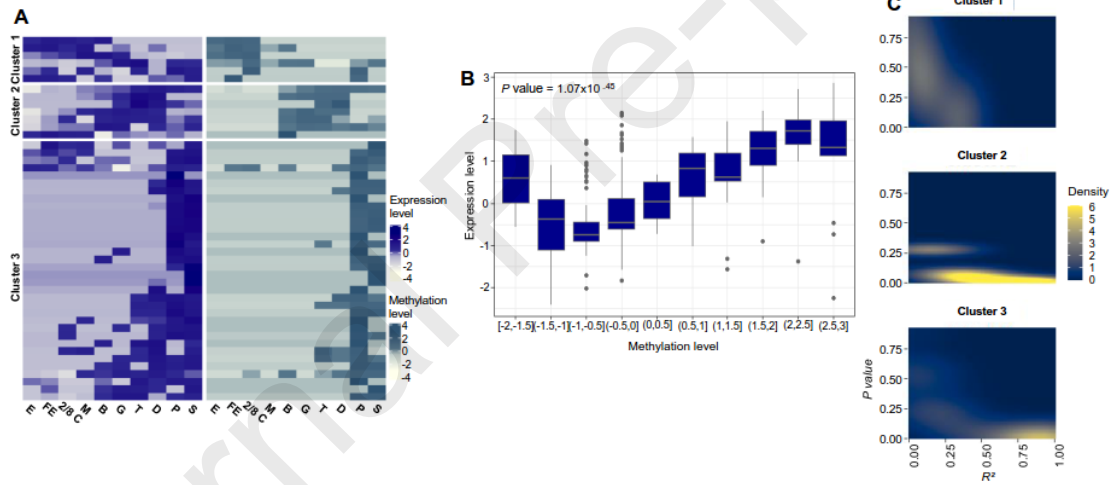 A
Cluster 1
Cluster 2
Cluster 3
E FE 2/8 C M B G T D P S
E FE 2/8 C M B G T D P S
Expression
level
4
2
0
-2
-4
Methylation
level
4
2
0
-2
-4
B
P value = 1.07x10 -45
Expression level
3
2
1
0
-1
-2
[-2,-1.5] (-1.5,-1] (-1,-0.5] (-0.5,0] (0,0.5] (0.5,1] (1,1.5] (1.5,2] (2,2.5] (2.5,3]
Methylation level
C
Cluster 1
0.75
0.50
0.25
0.00
Cluster 2
0.75
0.50
0.25
0.00
Density
6
5
4
3
2
1
0
Cluster 3
P value
0.75
0.50
0.25
0.00
0.00 0.25 0.50 0.75 1.00
R²
rnal Pre-